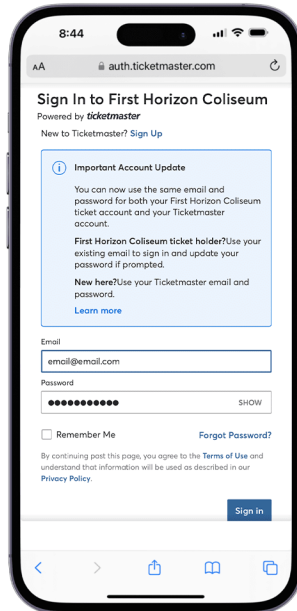 8:44
AA auth.ticketmaster.com
Sign In to First Horizon Coliseum
Powered by ticketmaster
New to Ticketmaster? Sign Up
Important Account Update
You can now use the same email and
password for both your First Horizon Coliseum
ticket account and your Ticketmaster
account.
First Horizon Coliseum ticket holder?Use your
existing email to sign in and update your
password if prompted.
New here?Use your Ticketmaster email and
password.
Learn more
Email
email@email.com
Password
SHOW
Remember Me Forgot Password?
By continuing past this page, you agree to the Terms of Use and
understand that information will be used as described in our
Privacy Policy.
Sign in